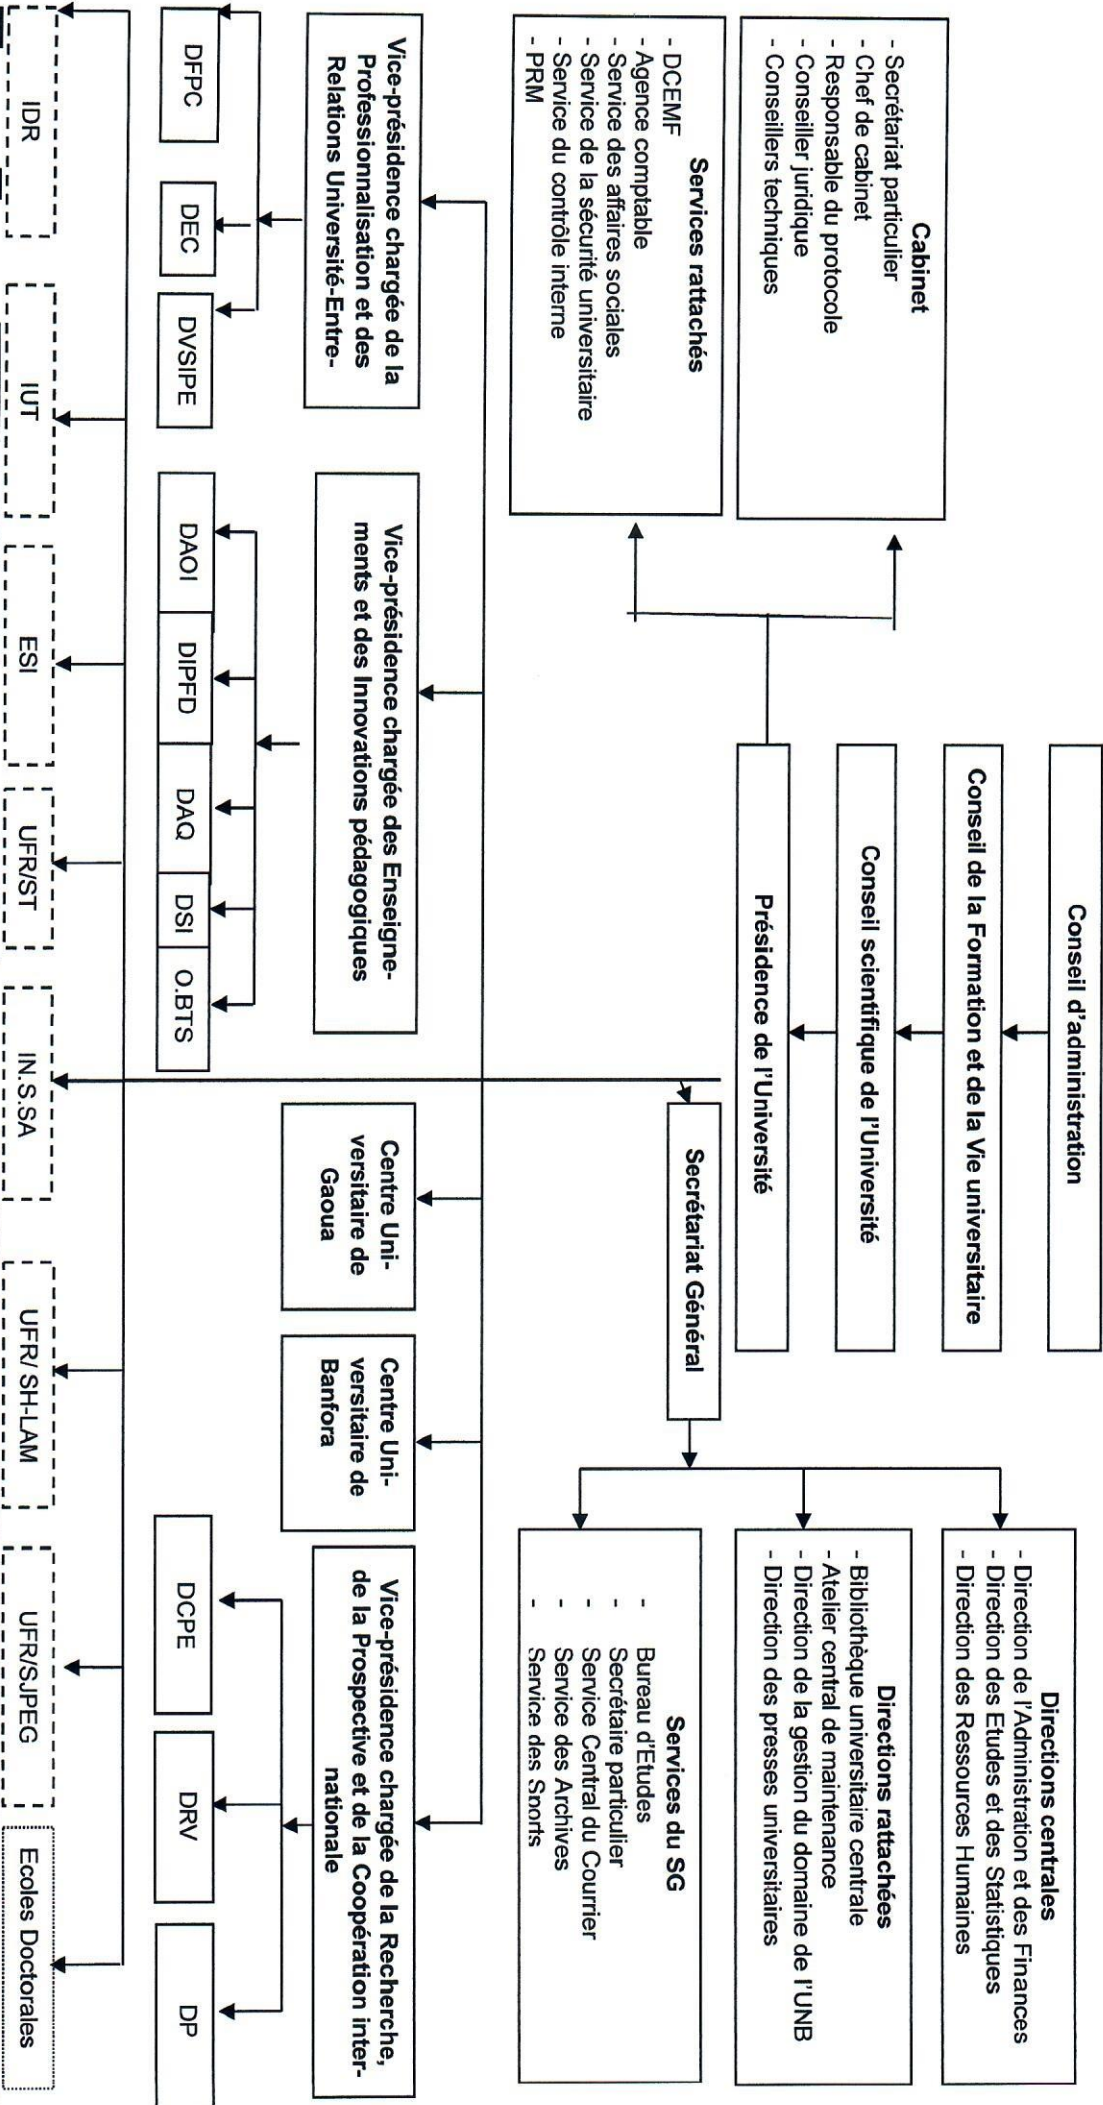 Conseil d'administration
Conseil de la Formation et de la Vie universitaire
Conseil scientifique de l'Université
Présidence de l'Université
Cabinet
- Secrétariat particulier
- Chef de cabinet
- Responsable du protocole
- Conseiller juridique
- Conseillers techniques
Services rattachés
- DCEMF
- Agence comptable
- Service des affaires sociales
- Service de la sécurité universitaire
- Service du contrôle interne
- PRM
Secrétariat Général
Directions centrales
- Direction de l'Administration et des Finances
- Direction des Etudes et des Statistiques
- Direction des Ressources Humaines
Directions rattachées
- Bibliothèque universitaire centrale
- Atelier central de maintenance
- Direction de la gestion du domaine de l'UNB
- Direction des presses universitaires
Services du SG
- Bureau d'Etudes
- Secrétaire particulier
- Service Central du Courrier
- Service des Archives
- Service des Sports
Vice-présidence chargée de la
Professionnalisation et des
Relations Université-Entre-
Vice-présidence chargée des Enseigne-
ments et des Innovations pédagogiques
Centre Uni-
versitaire de
Gaoua
Centre Uni-
versitaire de
Banfora
Vice-présidence chargée de la Recherche,
de la Prospective et de la Coopération inter-
nationale
DFPC
DEC
DVSIPE
DAOI
DIPFD
DAQ
DSI
O.BTS
DCPE
DRV
DP
IDR
IUT
ESI
UFR/ST
IN.S.SA
UFR/ SH-LAM
UFR/SJPEG
Ecoles Doctorales